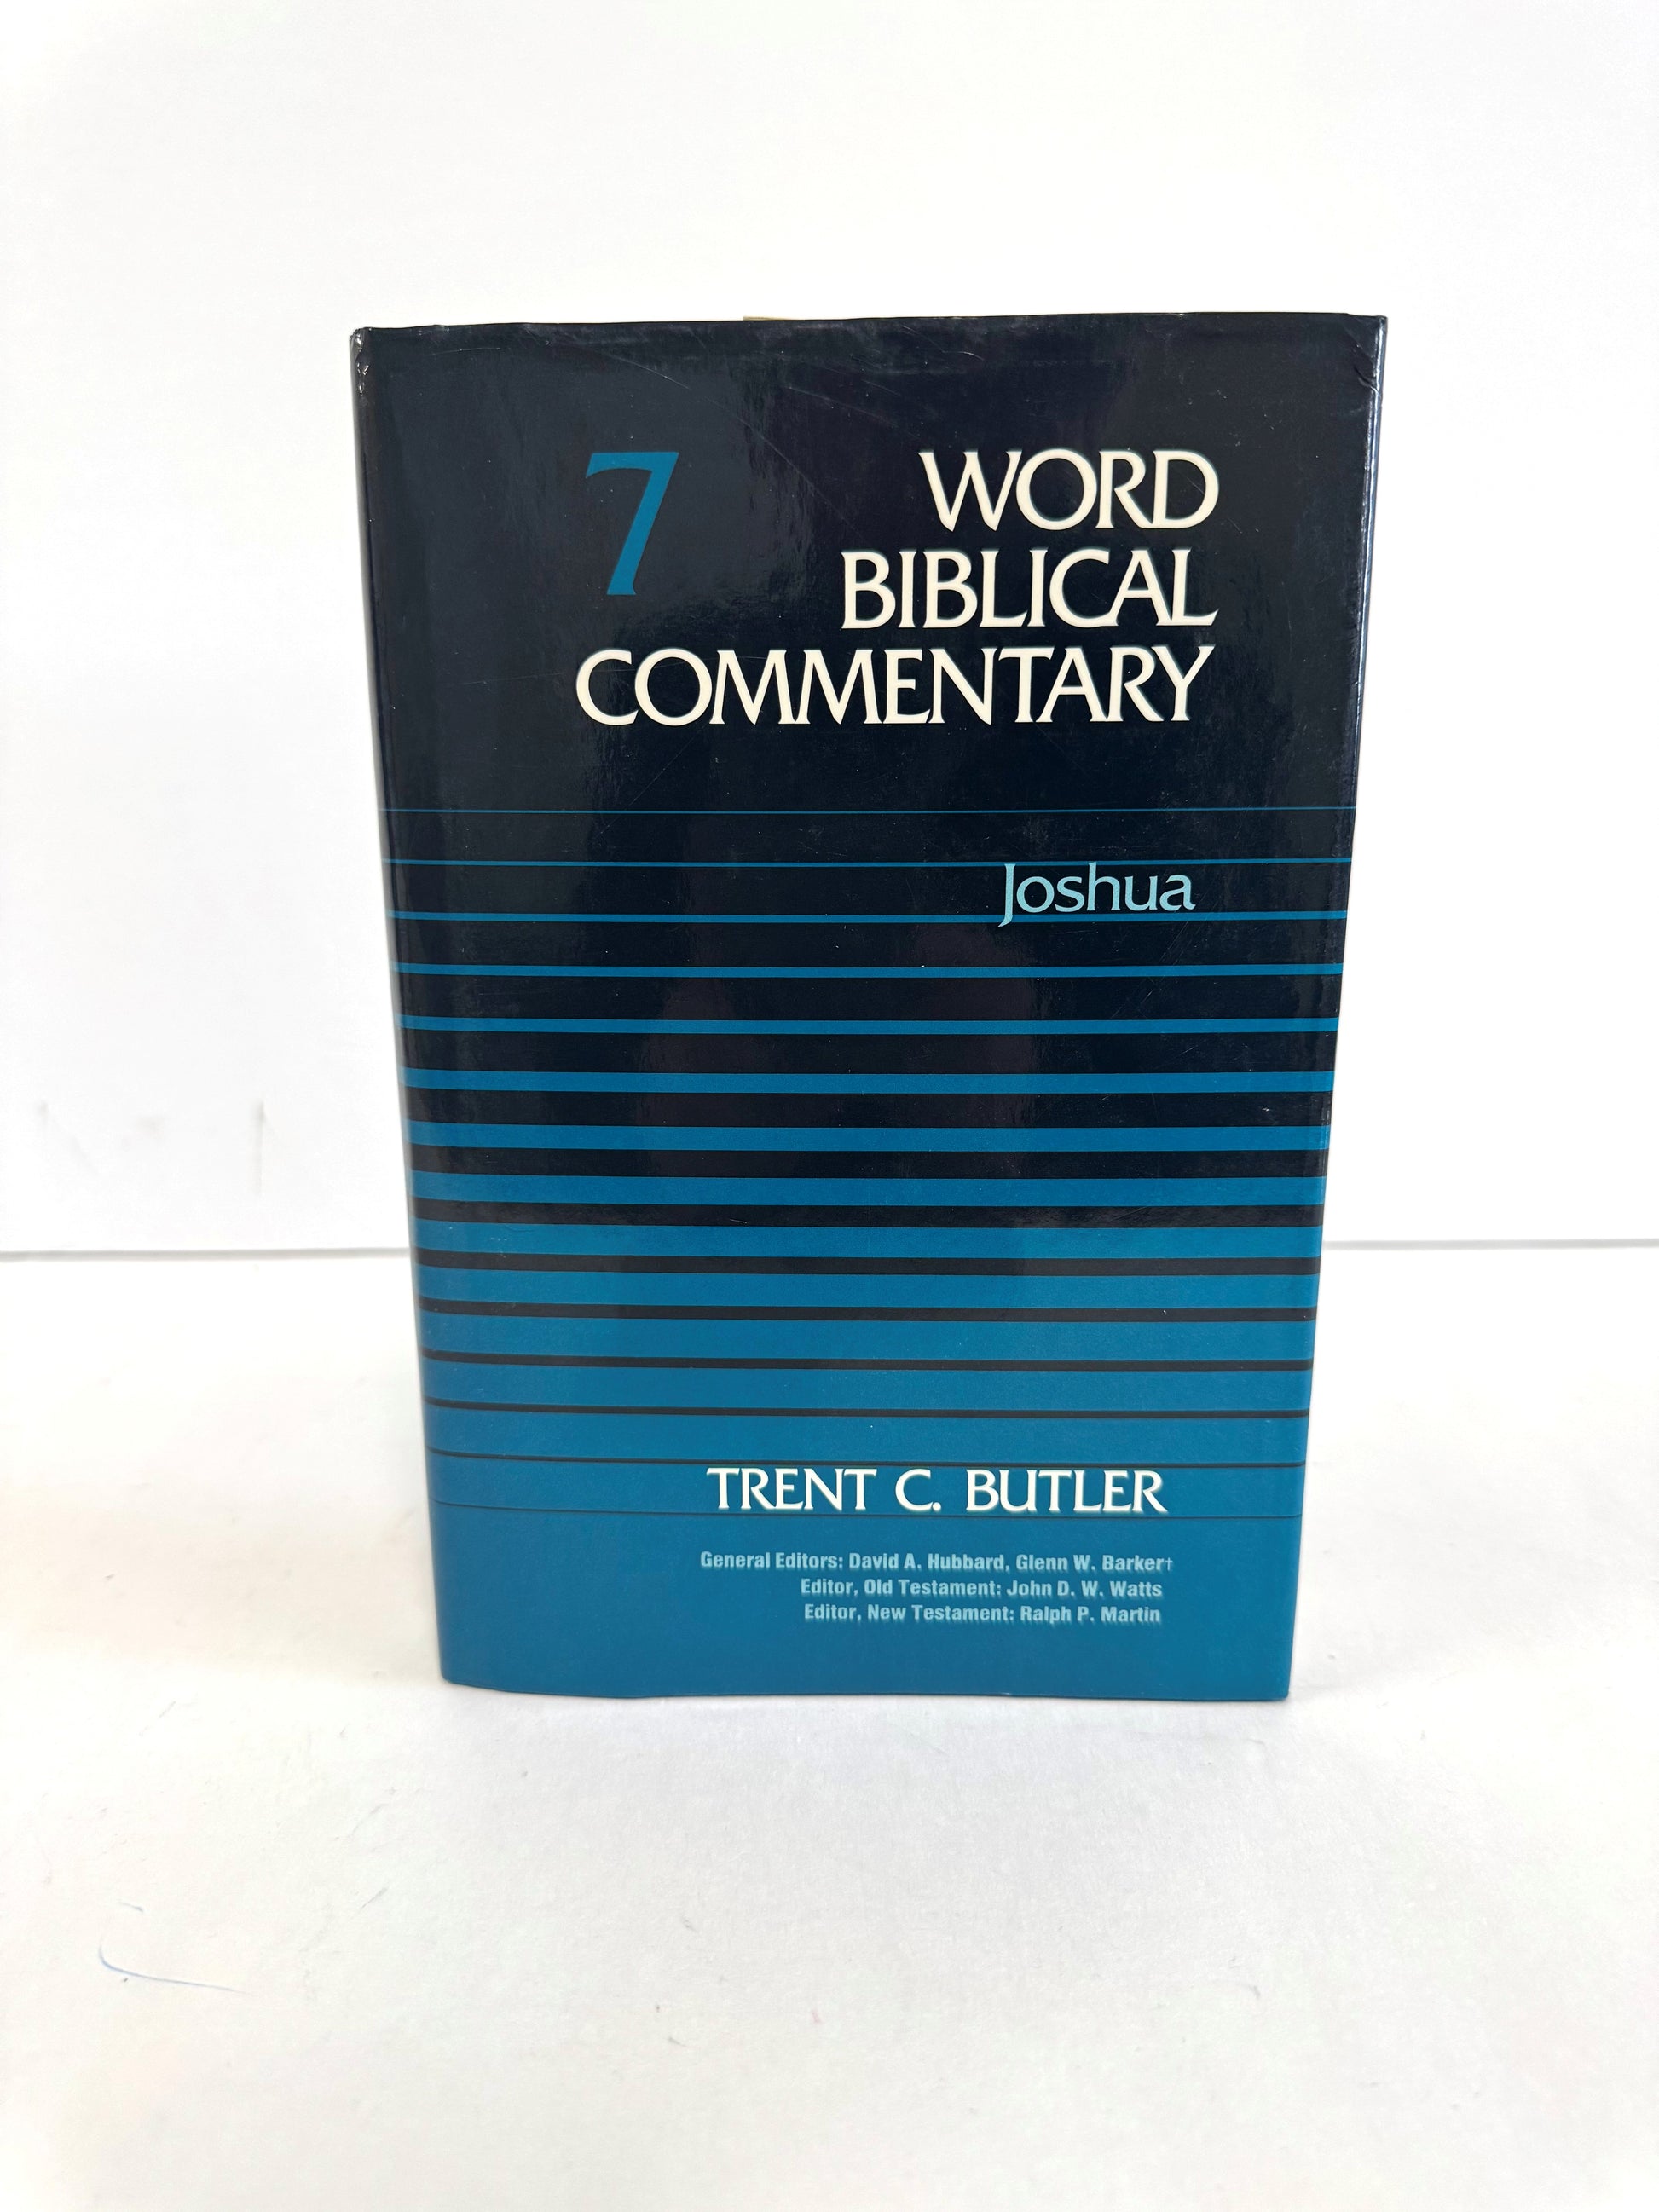 7 WORD
BIBLICAL
COMMENTARY
Joshua
TRENT C. BUTLER
General Editors: David A. Hubbard, Glenn W. Barker†
Editor, Old Testament: John D. W. Watts
Editor, New Testament: Ralph P. Martin